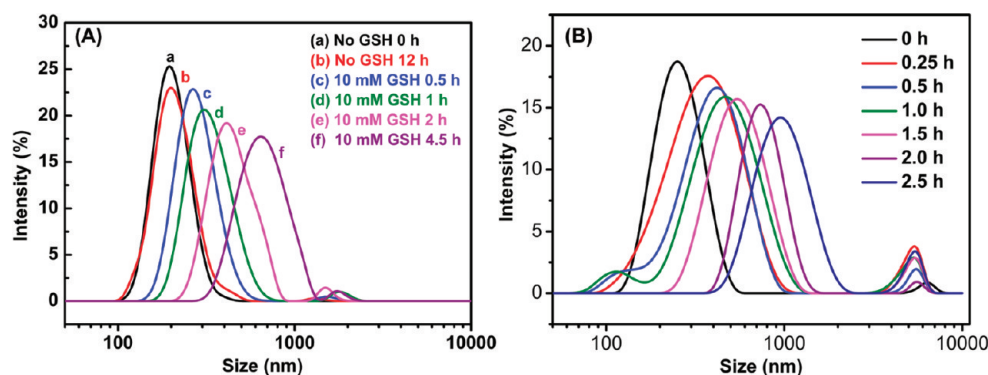 (A)
(a) No GSH 0 h
(b) No GSH 12 h
(c) 10 mM GSH 0.5 h
(d) 10 mM GSH 1 h
(e) 10 mM GSH 2 h
(f) 10 mM GSH 4.5 h
a
b
c
d
e
f
Intensity (%)
30
25
20
15
10
5
0
100
1000
10000
Size (nm)
(B)
0 h
0.25 h
0.5 h
1.0 h
1.5 h
2.0 h
2.5 h
Intensity (%)
20
15
10
5
0
100
1000
10000
Size (nm)